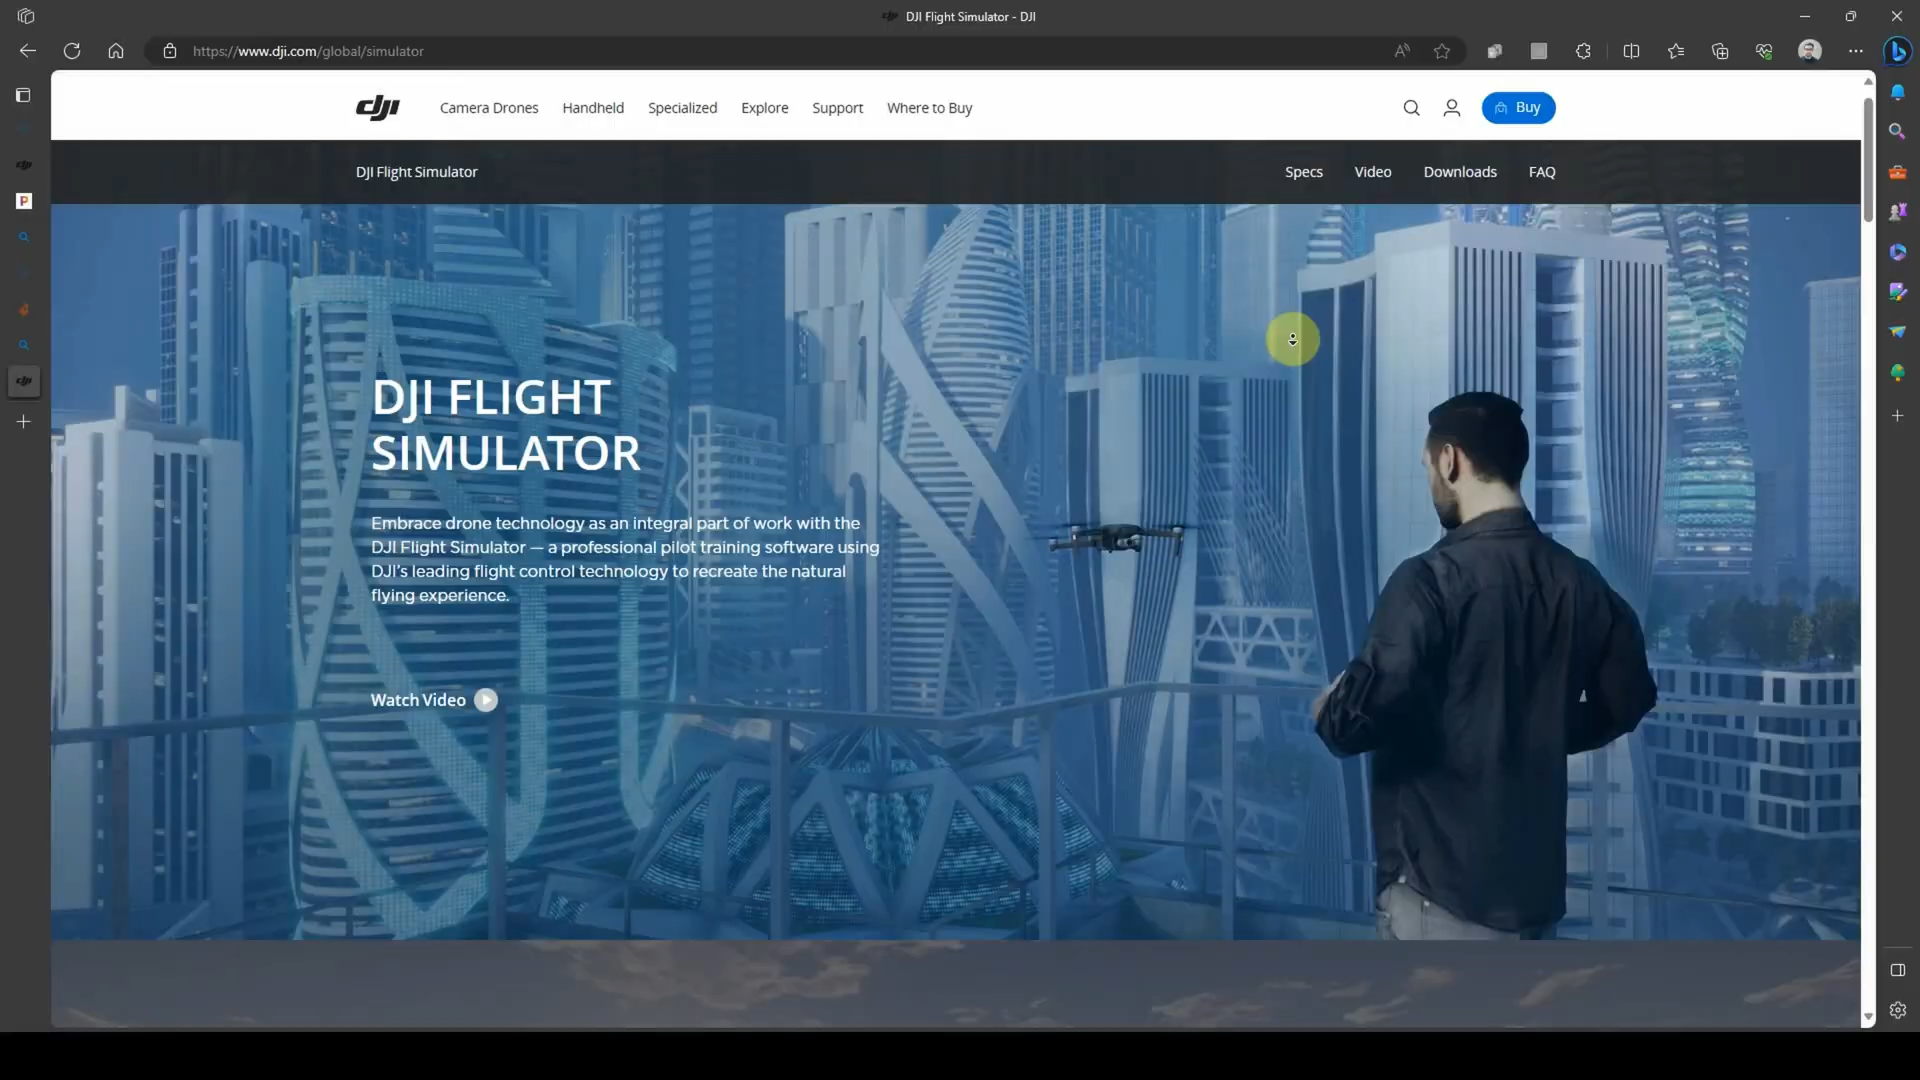 DJI Flight Simulator - DJI
https://www.dji.com/global/simulator
dji
Camera Drones Handheld Specialized Explore Support Where to Buy
Buy
DJI Flight Simulator
Specs Video Downloads FAQ
DJI FLIGHT
SIMULATOR
Embrace drone technology as an integral part of work with the
DJI Flight Simulator — a professional pilot training software using
DJI's leading flight control technology to recreate the natural
flying experience.
Watch Video